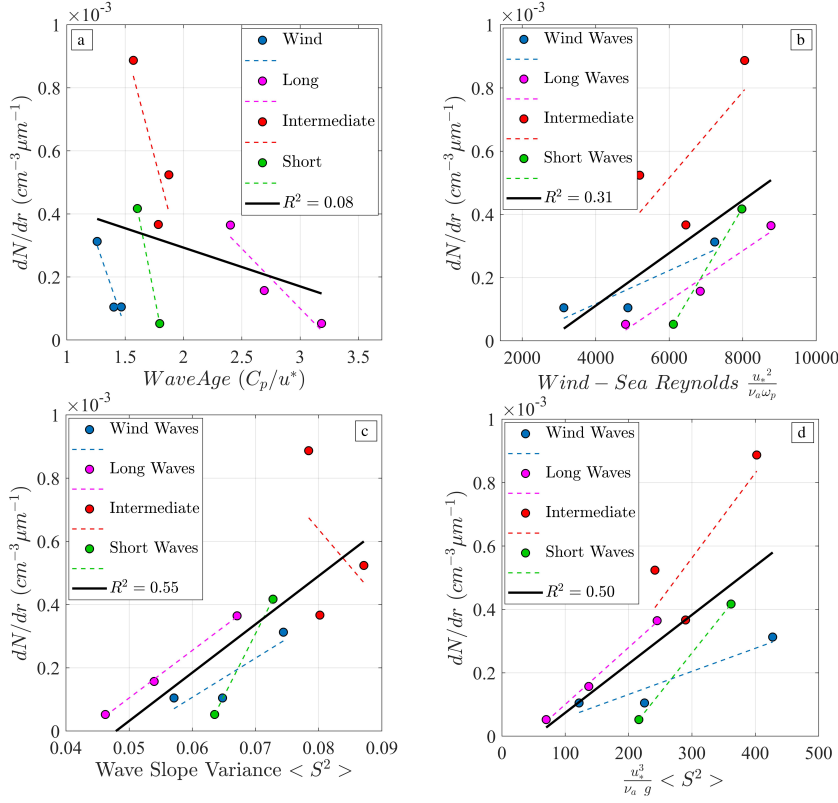 ×10⁻³
1
0.8
0.6
0.4
0.2
0
dN/dr (cm⁻³μm⁻¹)
a
Wind
Long
Intermediate
Short
R² = 0.08
1 1.5 2 2.5 3 3.5
WaveAge (C_p/u*)
×10⁻³
1
0.8
0.6
0.4
0.2
0
dN/dr (cm⁻³μm⁻¹)
b
Wind Waves
Long Waves
Intermediate
Short Waves
R² = 0.31
2000 4000 6000 8000 10000
Wind − Sea Reynolds u_*²/ν_aω_p
×10⁻³
1
0.8
0.6
0.4
0.2
0
dN/dr (cm⁻³μm⁻¹)
c
Wind Waves
Long Waves
Intermediate
Short Waves
R² = 0.55
0.04 0.05 0.06 0.07 0.08 0.09
Wave Slope Variance < S² >
×10⁻³
1
0.8
0.6
0.4
0.2
0
dN/dr (cm⁻³μm⁻¹)
d
Wind Waves
Long Waves
Intermediate
Short Waves
R² = 0.50
0 100 200 300 400 500
u_*³/ν_a g < S² >